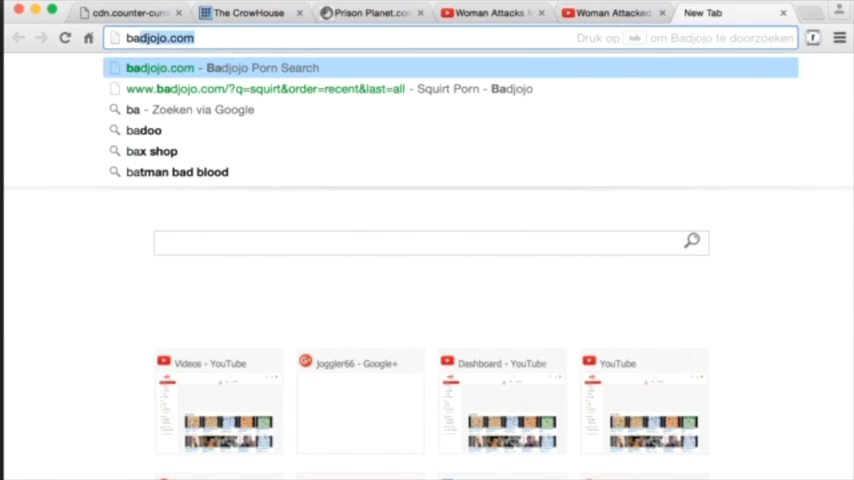 cdn.counter-curr
The CrowHouse
Prison Planet.co
Woman Attacks
Woman Attacked
New Tab
badjojo.com
Druk op tab om Badjojo te doorzoeken
badjojo.com - Badjojo Porn Search
www.badjojo.com/?q=squirt&order=recent&last=all - Squirt Porn - Badjojo
ba - Zoeken via Google
badoo
bax shop
batman bad blood
Videos - YouTube
joggler66 - Google+
Dashboard - YouTube
YouTube